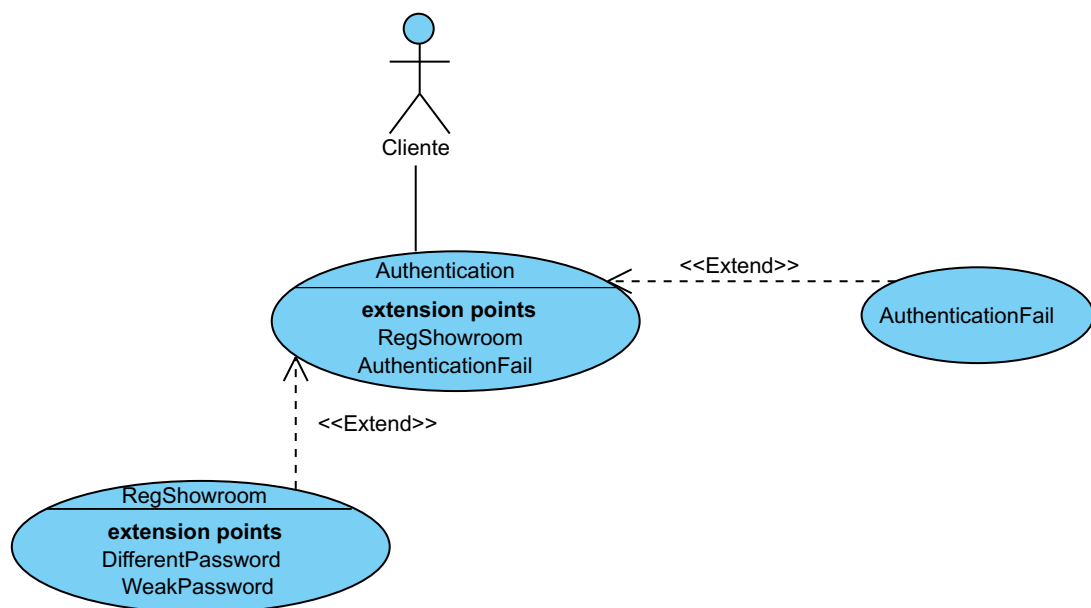 Cliente
Authentication
extension points
RegShowroom
AuthenticationFail
<<Extend>>
AuthenticationFail
<<Extend>>
RegShowroom
extension points
DifferentPassword
WeakPassword